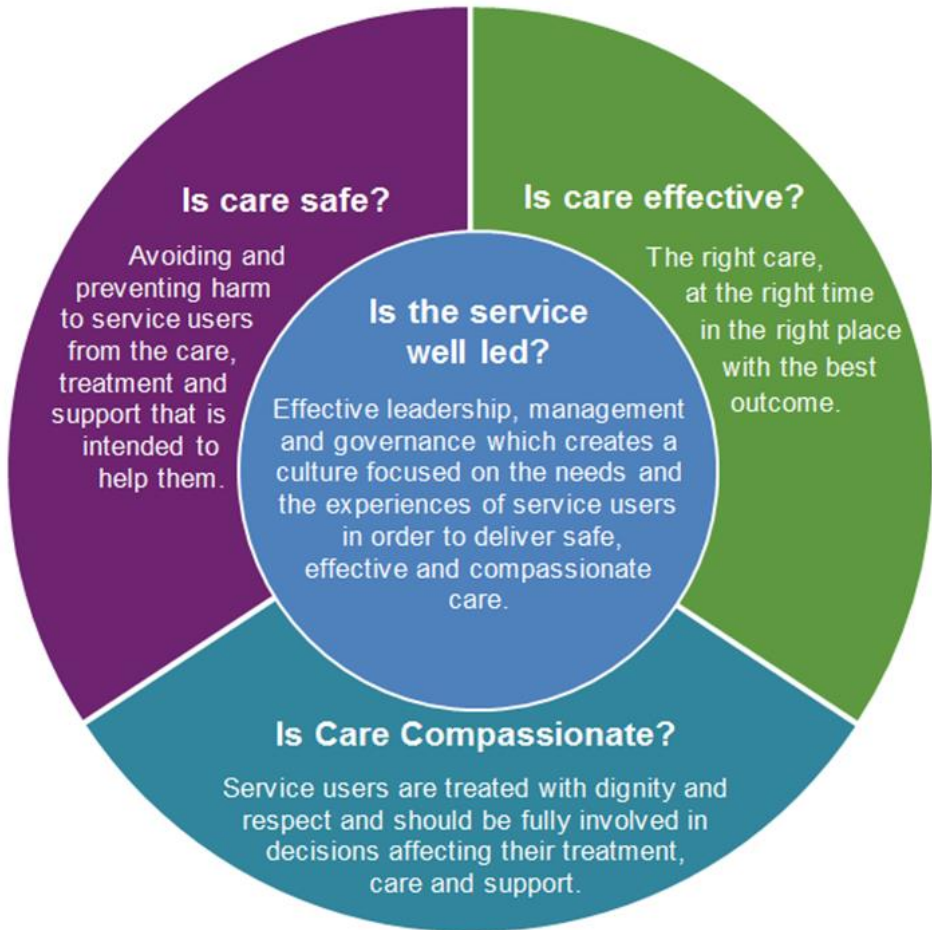 Is care safe?
Avoiding and
preventing harm
to service users
from the care,
treatment and
support that is
intended to
help them.
Is care effective?
The right care,
at the right time
in the right place
with the best
outcome.
Is the service
well led?
Effective leadership, management
and governance which creates a
culture focused on the needs and
the experiences of service users
in order to deliver safe,
effective and compassionate
care.
Is Care Compassionate?
Service users are treated with dignity and
respect and should be fully involved in
decisions affecting their treatment,
care and support.